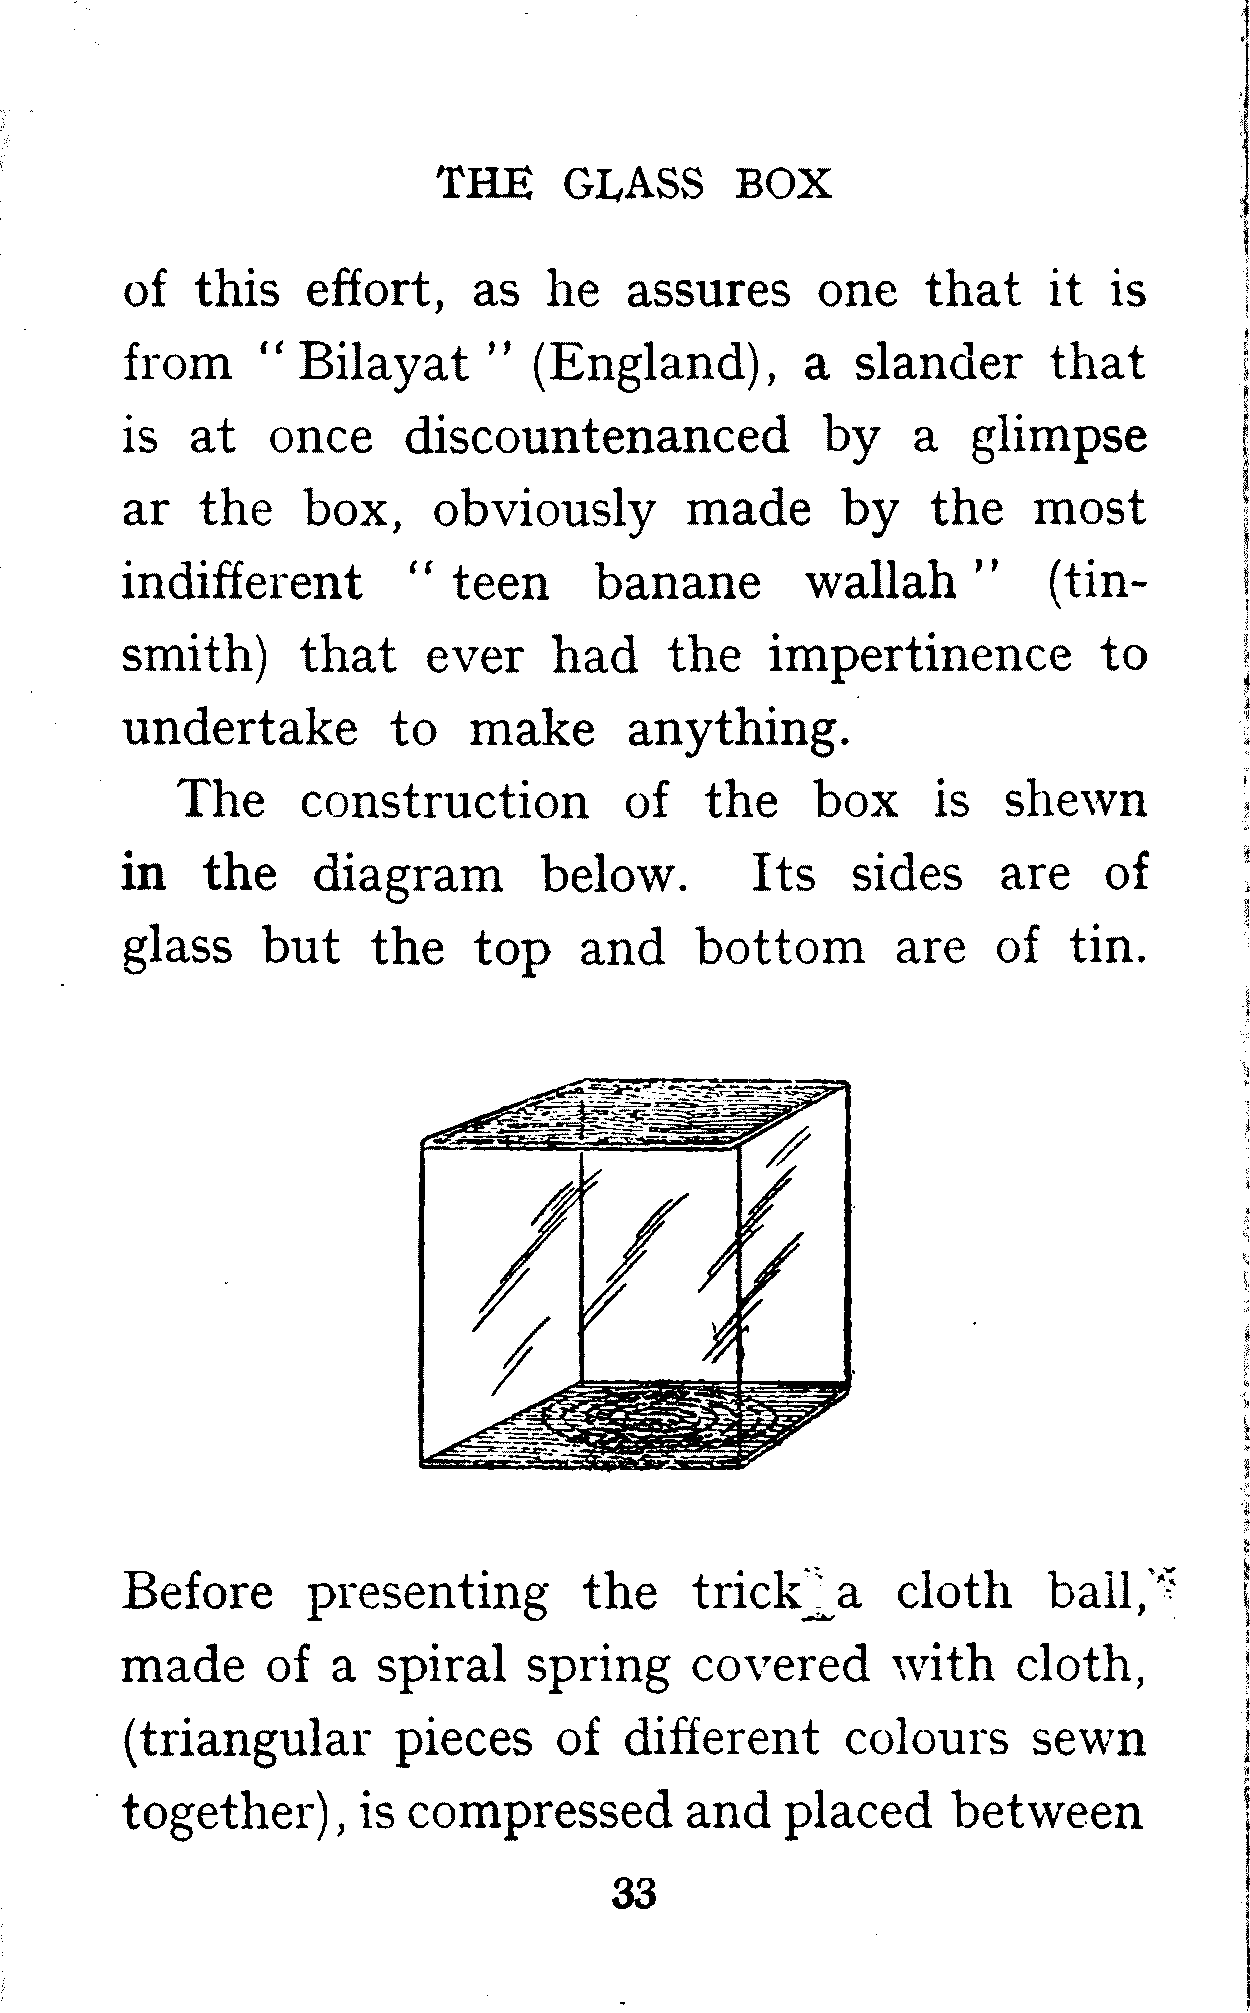 THE GLASS BOX
of this effort, as he assures one that it is
from " Bilayat " (England), a slander that
is at once discountenanced by a glimpse
ar the box, obviously made by the most
indifferent " teen banane wallah " (tin-
smith) that ever had the impertinence to
undertake to make anything.
The construction of the box is shewn
in the diagram below. Its sides are of
glass but the top and bottom are of tin.
Before presenting the trick a cloth ball,
made of a spiral spring covered with cloth,
(triangular pieces of different colours sewn
together), is compressed and placed between
33